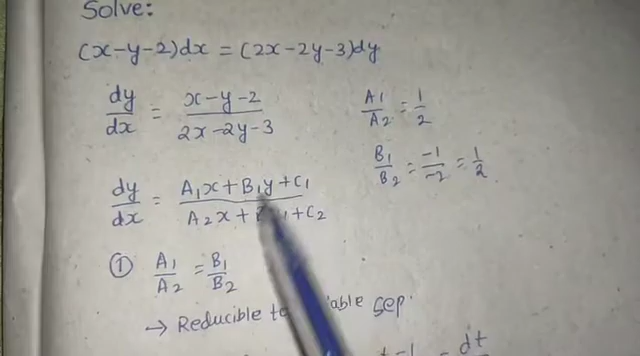 Solve:
(x-y-2)dx = (2x-2y-3)dy
dy/dx = (x-y-2)/(2x-2y-3)
A₁/A₂ = 1/2
B₁/B₂ = -1/-2 = 1/2
dy/dx = (A₁x+B₁y+C₁)/(A₂x+ +C₂)
① A₁/A₂ = B₁/B₂
→ Reducible sep.
dt